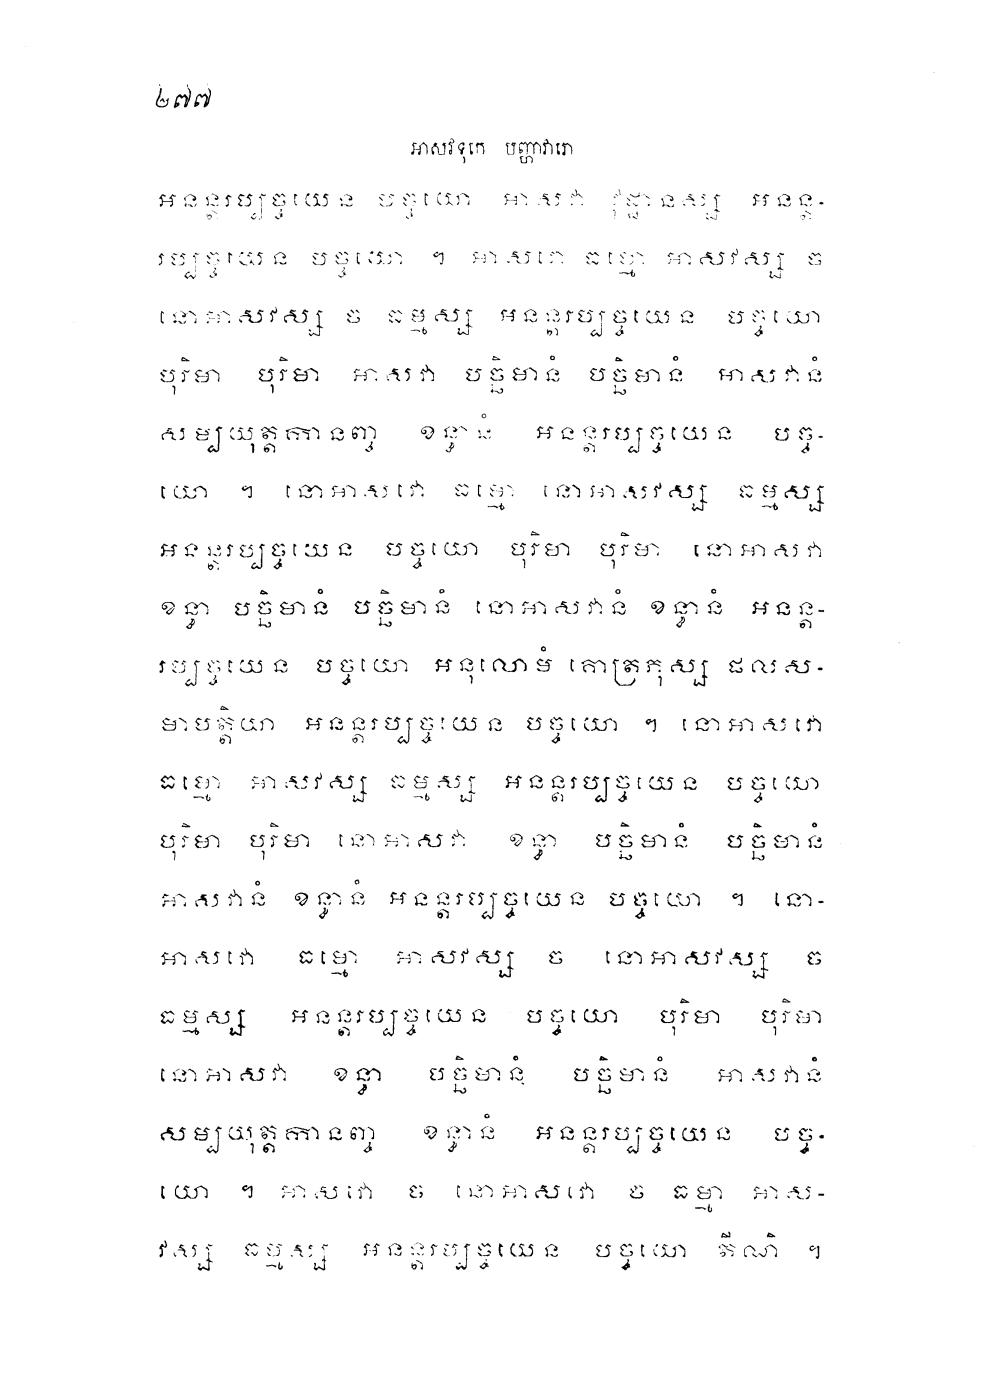 ២៧៧
អាសវទុកេ បញ្ហាវារោ
អនន្តរប្បច្ចយេន បច្ចយោ អាសវា វុដ្ឋានស្ស អនន្ត-
រប្បច្ចយេន បច្ចយោ ។ អាសវោ ធម្មោ អាសវស្ស ច
នោអាសវស្ស ច ធម្មស្ស អនន្តរប្បច្ចយេន បច្ចយោ
បុរិមា បុរិមា អាសវា បច្ឆិមានំ បច្ឆិមានំ អាសវានំ
សម្បយុត្តកានញ្ច ខន្ធានំ អនន្តរប្បច្ចយេន បច្ច-
យោ ។ នោអាសវោ ធម្មោ នោអាសវស្ស ធម្មស្ស
អនន្តរប្បច្ចយេន បច្ចយោ បុរិមា បុរិមា នោអាសវា
ខន្ធា បច្ឆិមានំ បច្ឆិមានំ នោអាសវានំ ខន្ធានំ អនន្ត-
រប្បច្ចយេន បច្ចយោ អនុលោមំ គោត្រភុស្ស ផលស-
មាបត្តិយា អនន្តរប្បច្ចយេន បច្ចយោ ។ នោអាសវោ
ធម្មោ អាសវស្ស ធម្មស្ស អនន្តរប្បច្ចយេន បច្ចយោ
បុរិមា បុរិមា នោអាសវា ខន្ធា បច្ឆិមានំ បច្ឆិមានំ
អាសវានំ ខន្ធានំ អនន្តរប្បច្ចយេន បច្ចយោ ។ នោ-
អាសវោ ធម្មោ អាសវស្ស ច នោអាសវស្ស ច
ធម្មស្ស អនន្តរប្បច្ចយេន បច្ចយោ បុរិមា បុរិមា
នោអាសវា ខន្ធា បច្ឆិមានំ បច្ឆិមានំ អាសវានំ
សម្បយុត្តកានញ្ច ខន្ធានំ អនន្តរប្បច្ចយេន បច្ច-
យោ ។ អាសវោ ច នោអាសវោ ច ធម្មា អាស-
វស្ស ធម្មស្ស អនន្តរប្បច្ចយេន បច្ចយោ តីណិ ។